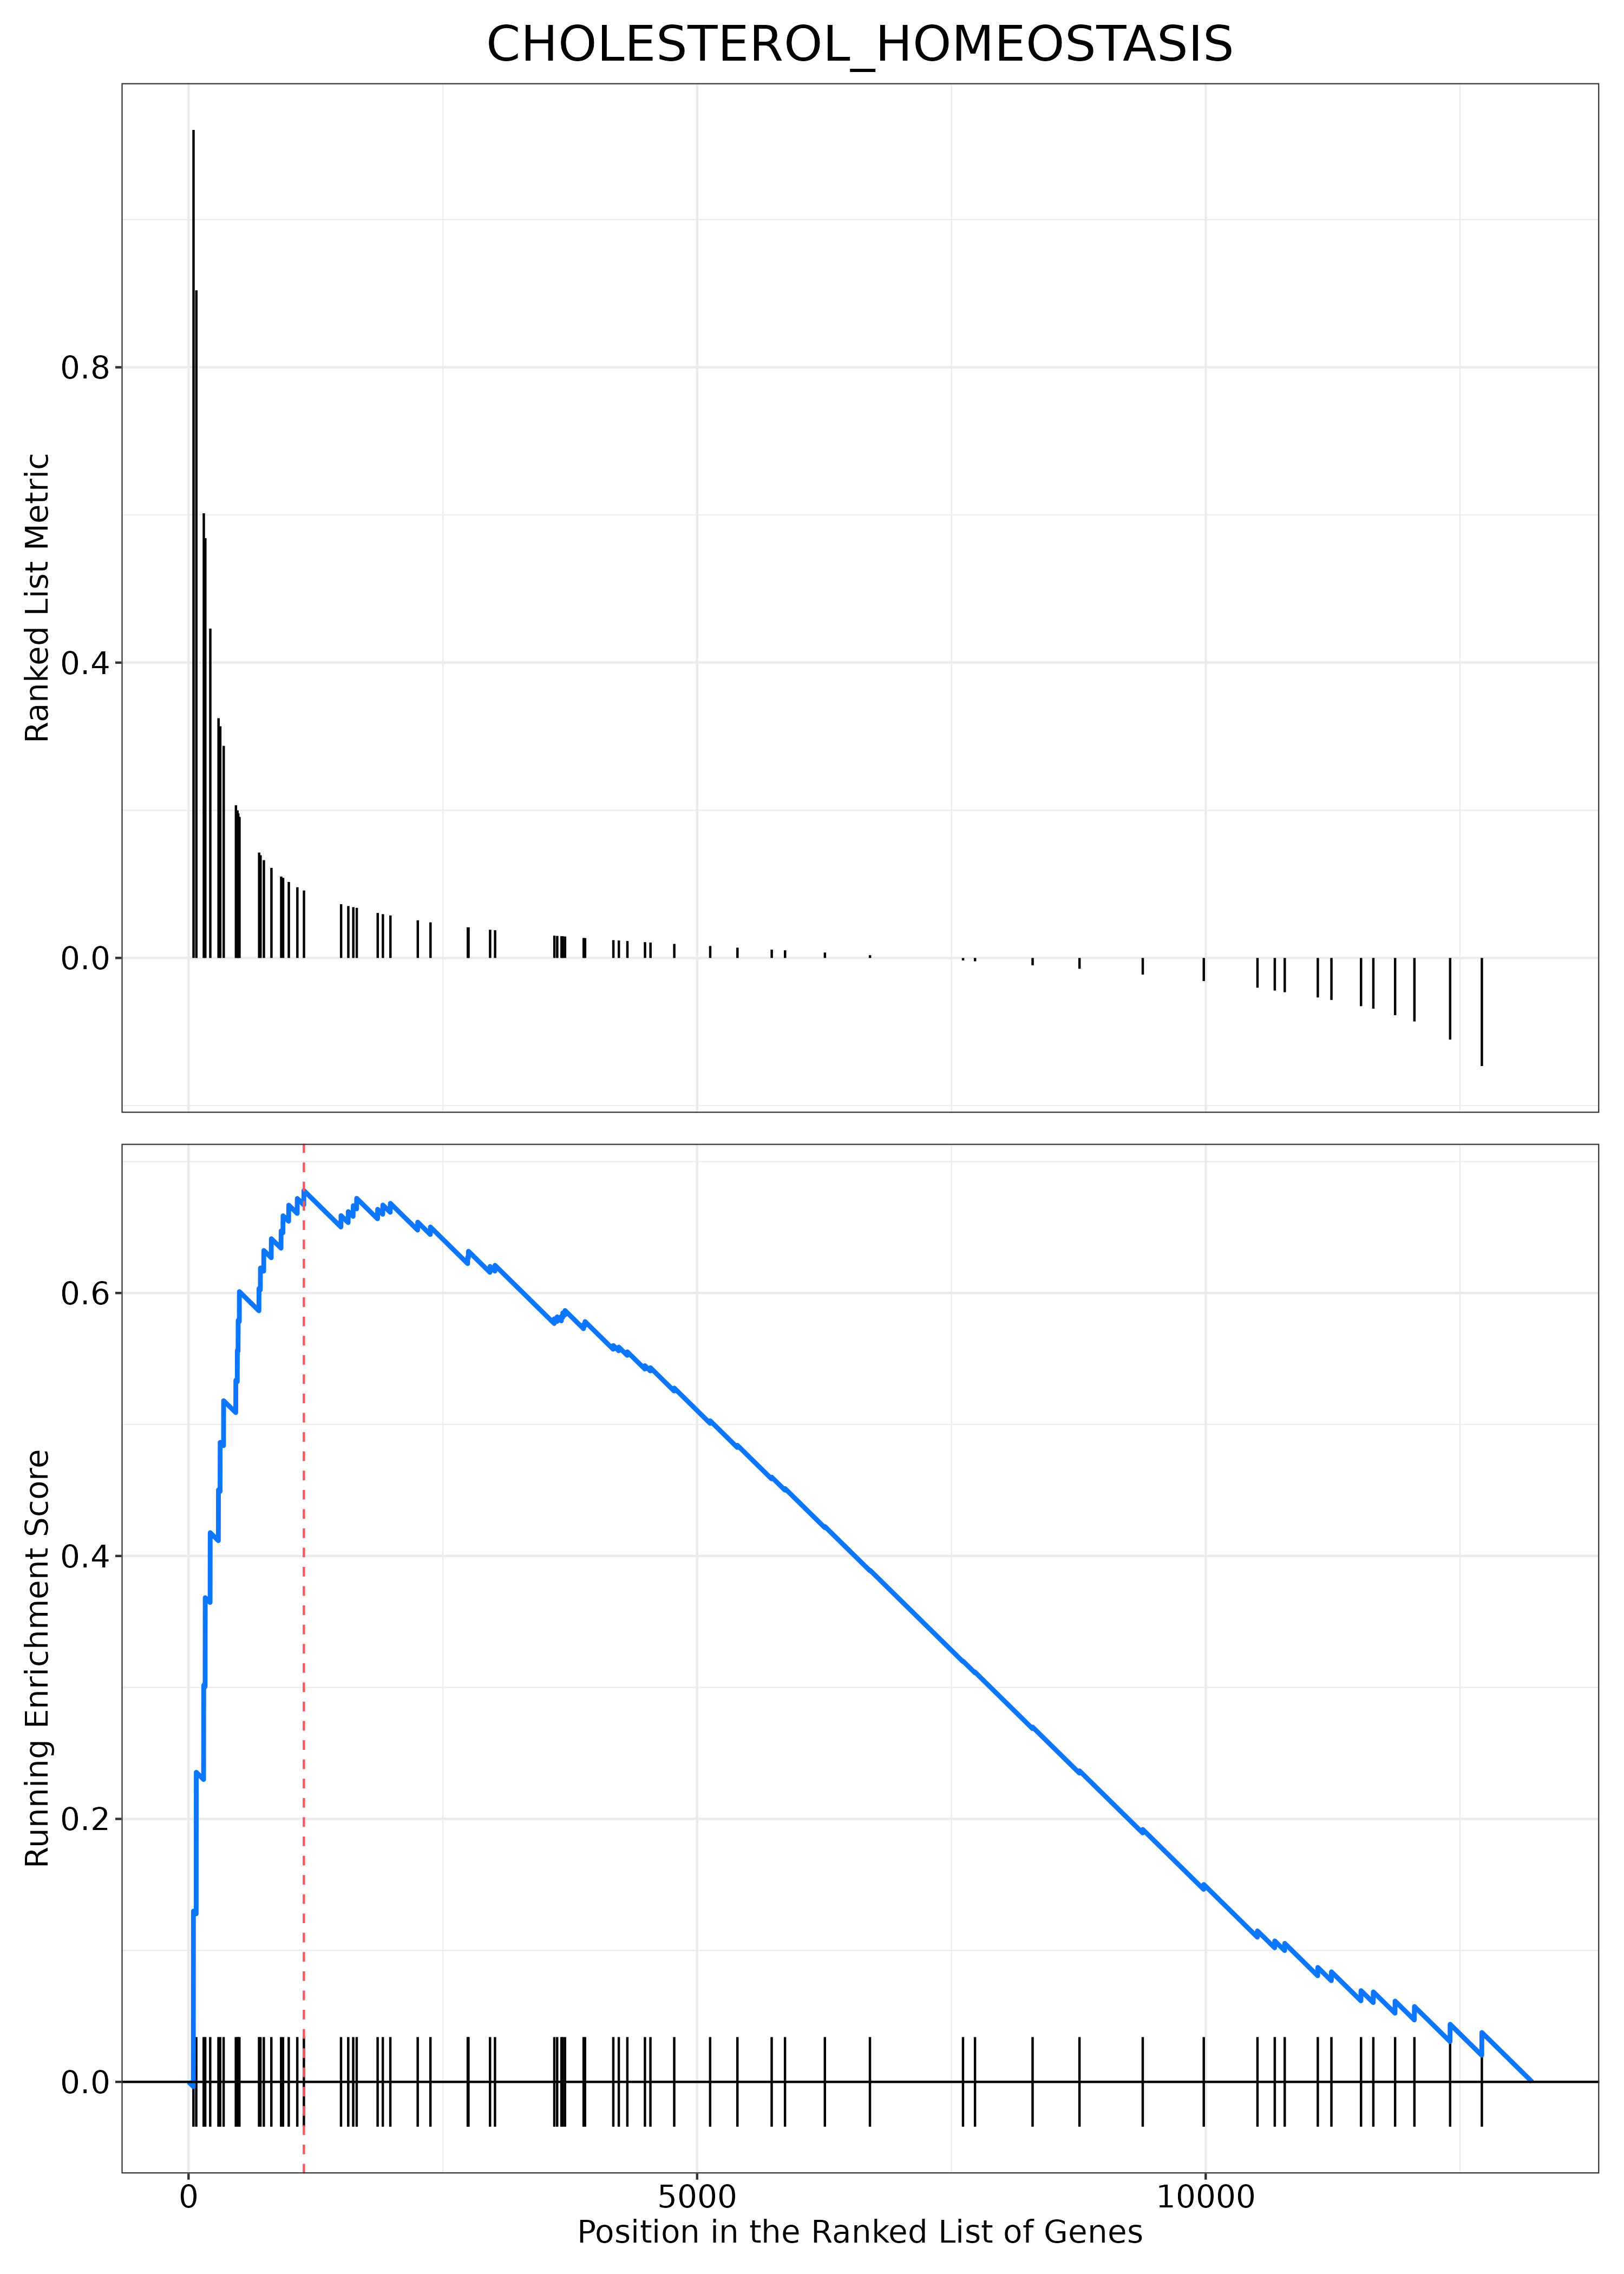 CHOLESTEROL_HOMEOSTASIS
Ranked List Metric
0.8
0.4
0.0
Running Enrichment Score
0.6
0.4
0.2
0.0
0 5000 10000
Position in the Ranked List of Genes